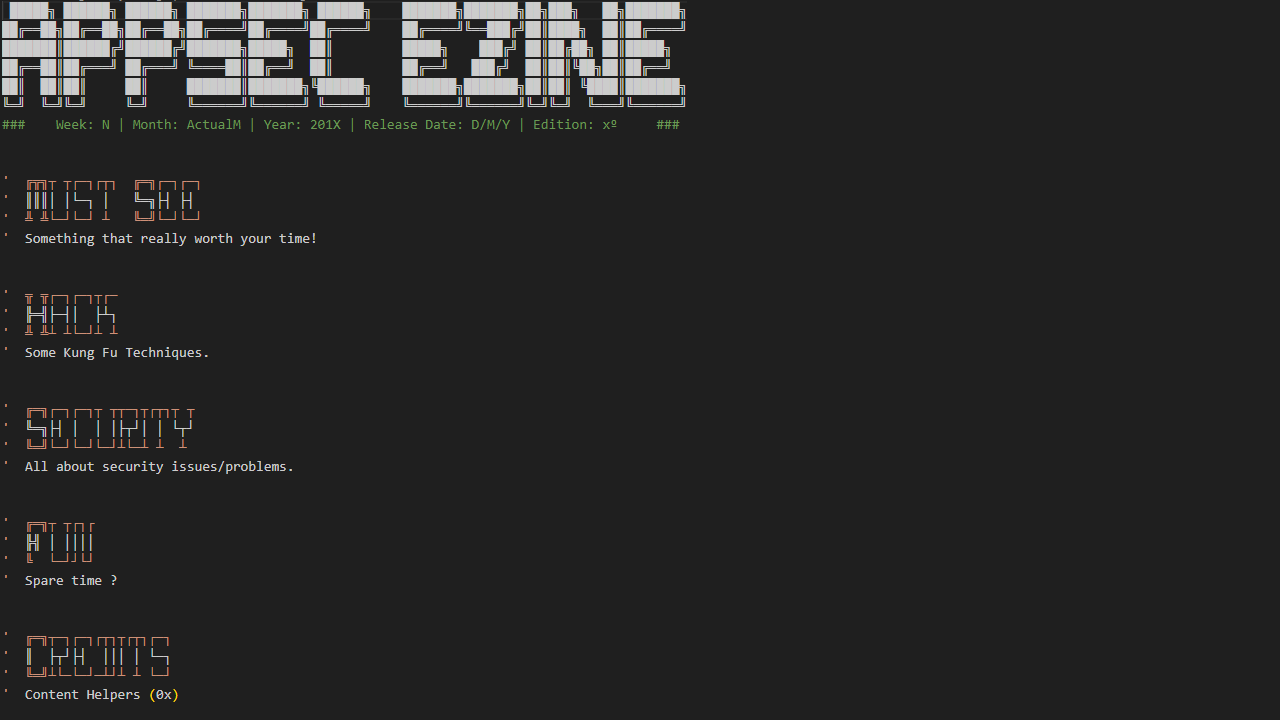 APPSEC EZINE
### Week: N | Month: ActualM | Year: 201X | Release Date: D/M/Y | Edition: xº ###
' Must See
' Something that really worth your time!
' Hack
' Some Kung Fu Techniques.
' Security
' All about security issues/problems.
' Fun
' Spare time ?
' Credits
' Content Helpers (0x)